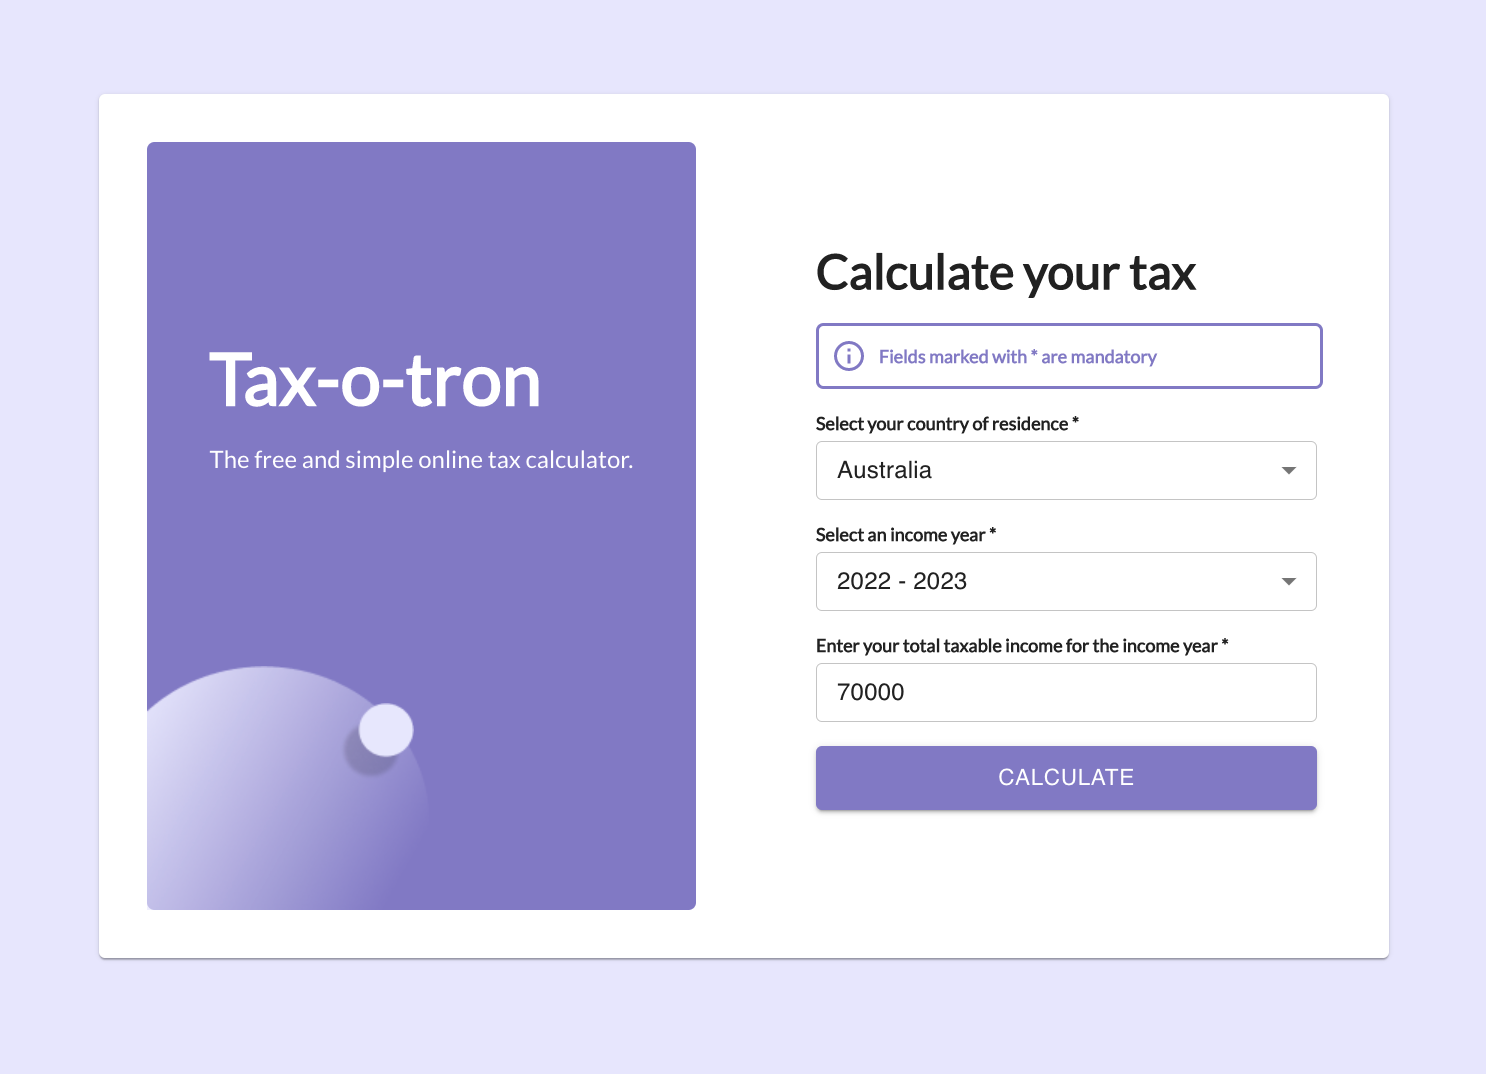 Tax-o-tron
The free and simple online tax calculator.
Calculate your tax
Fields marked with * are mandatory
Select your country of residence *
Australia
Select an income year *
2022 - 2023
Enter your total taxable income for the income year *
70000
CALCULATE